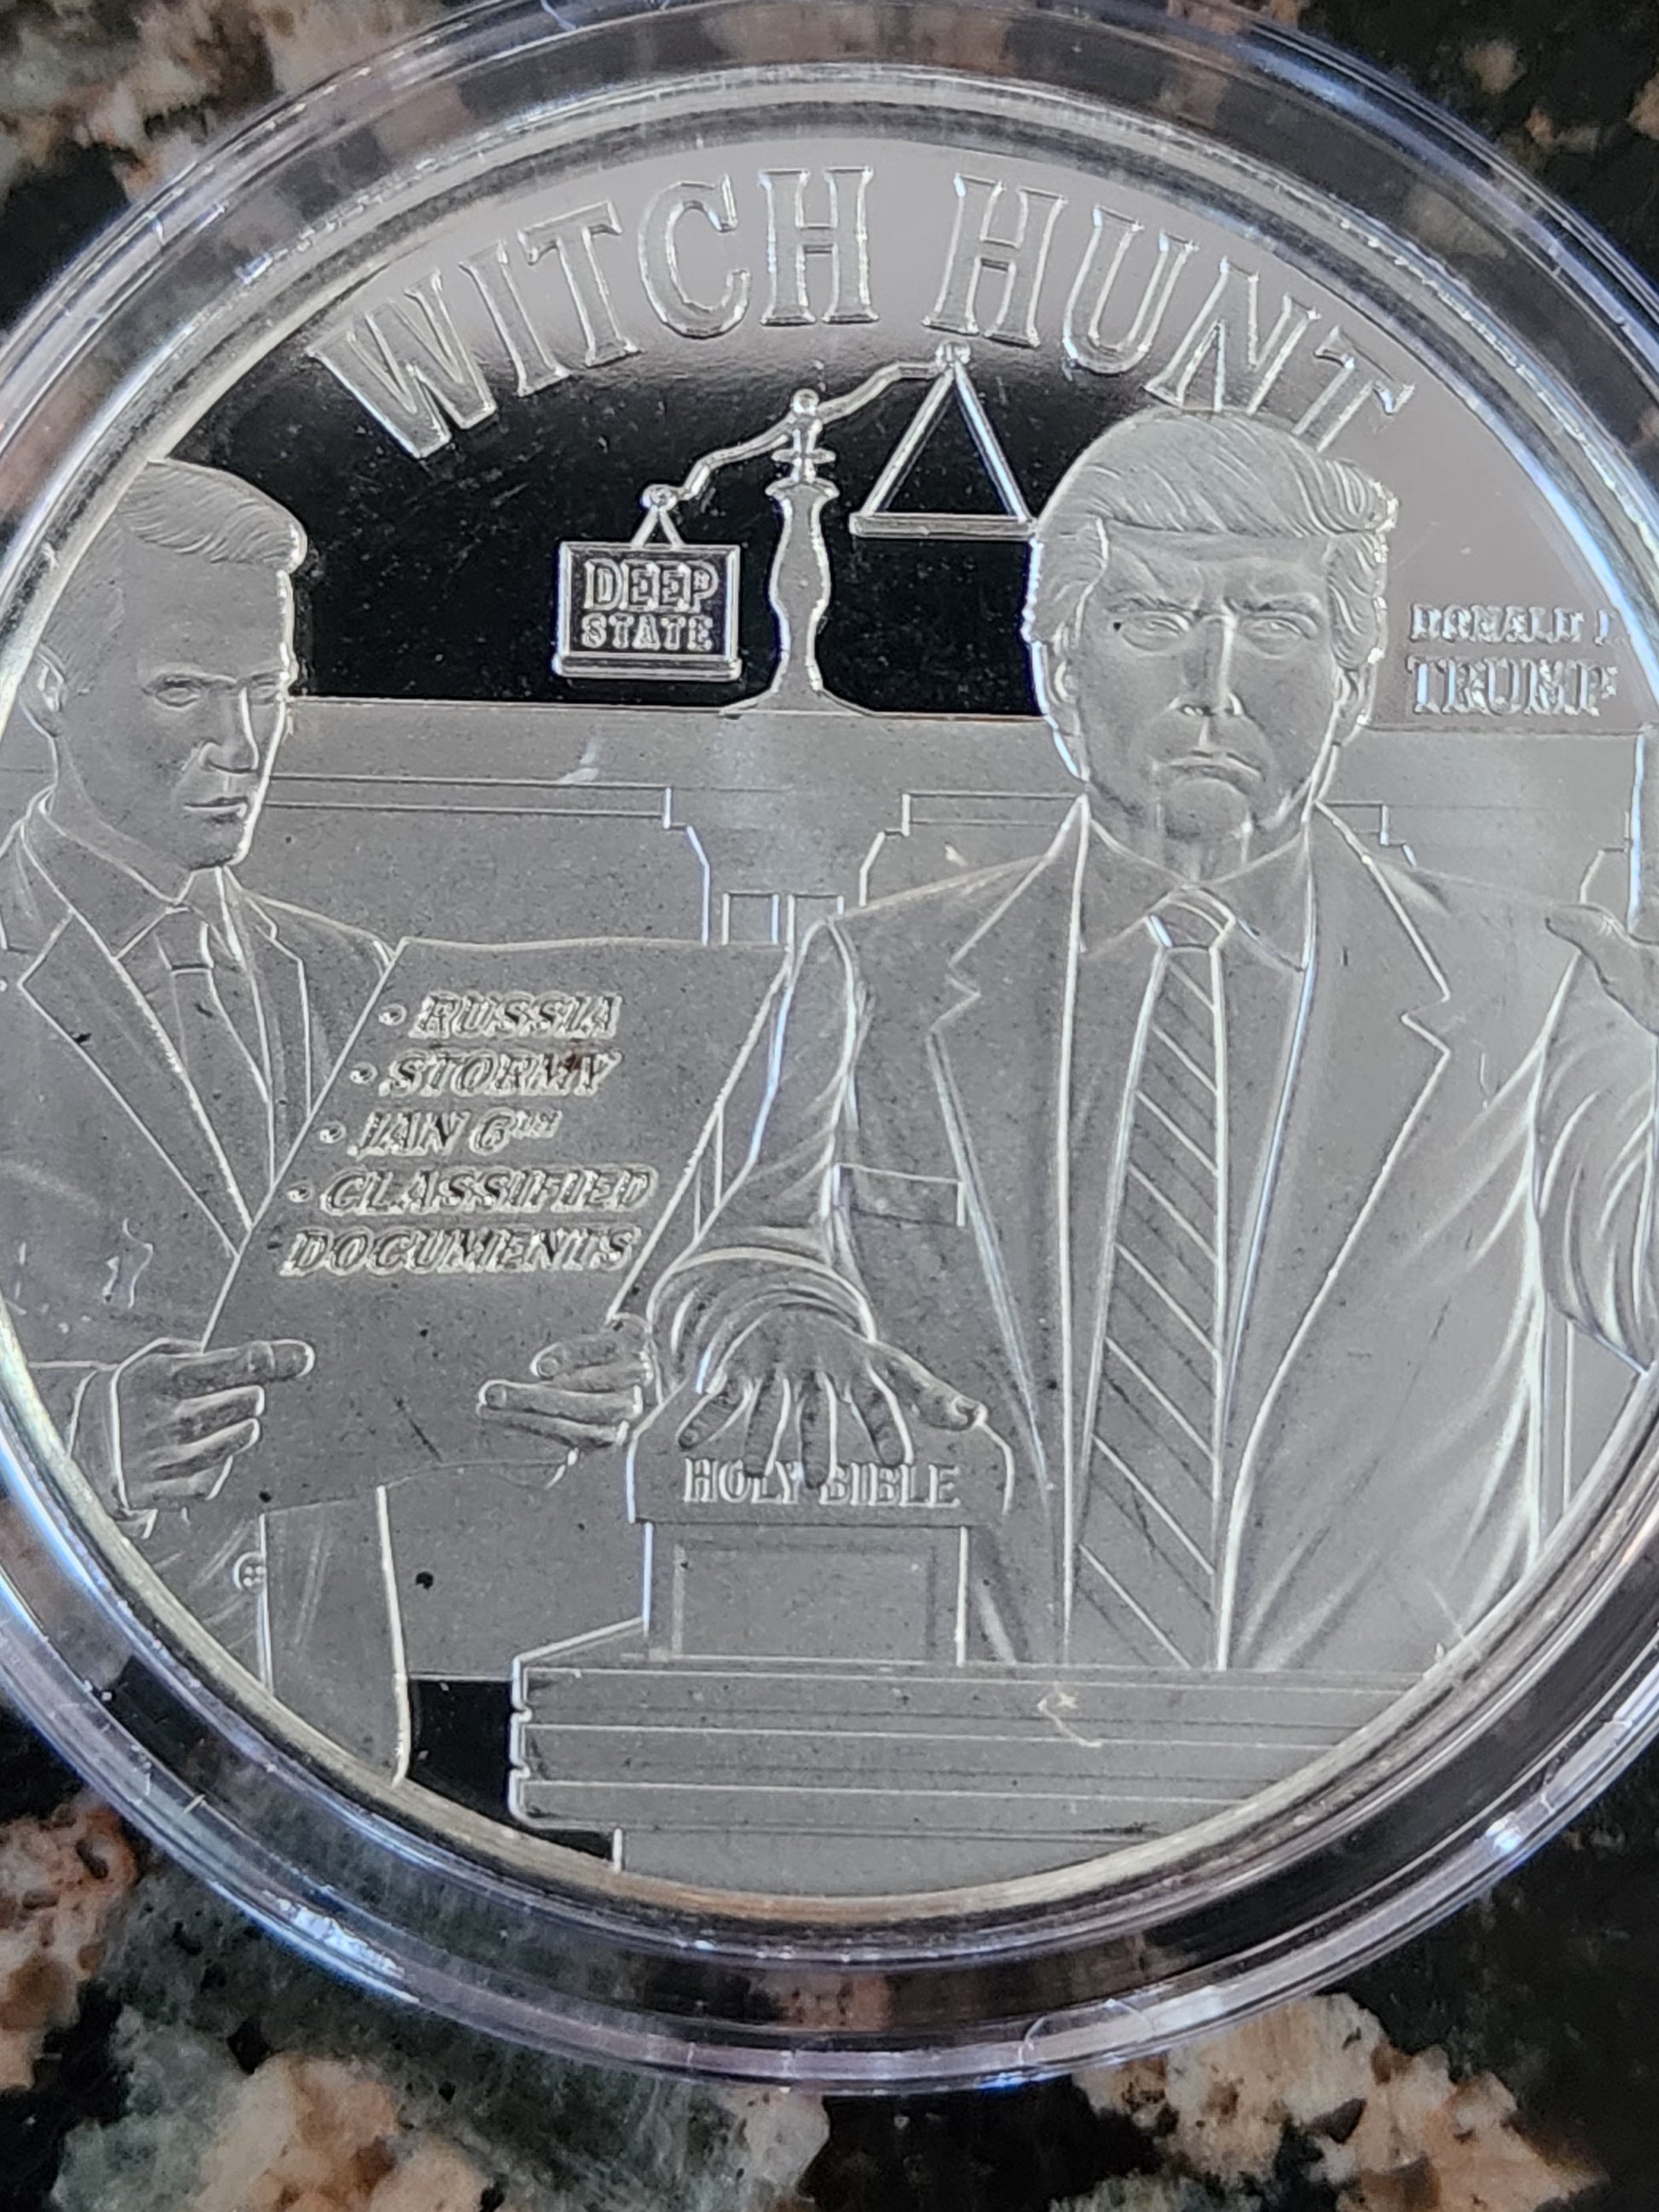 WITCH HUNT
DEEP
STATE
DONALD J.
TRUMP
• RUSSIA
• STORMY
• JAN 6TH
• CLASSIFIED
DOCUMENTS
HOLY BIBLE